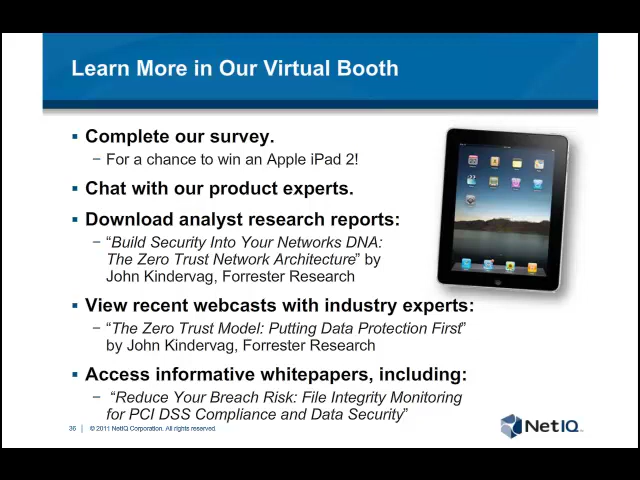 Learn More in Our Virtual Booth
▪ Complete our survey.
− For a chance to win an Apple iPad 2!
▪ Chat with our product experts.
▪ Download analyst research reports:
− “Build Security Into Your Networks DNA:
The Zero Trust Network Architecture” by
John Kindervag, Forrester Research
▪ View recent webcasts with industry experts:
− “The Zero Trust Model: Putting Data Protection First”
by John Kindervag, Forrester Research
▪ Access informative whitepapers, including:
− “Reduce Your Breach Risk: File Integrity Monitoring
for PCI DSS Compliance and Data Security”
36 | © 2011 NetIQ Corporation. All rights reserved.
NetIQ